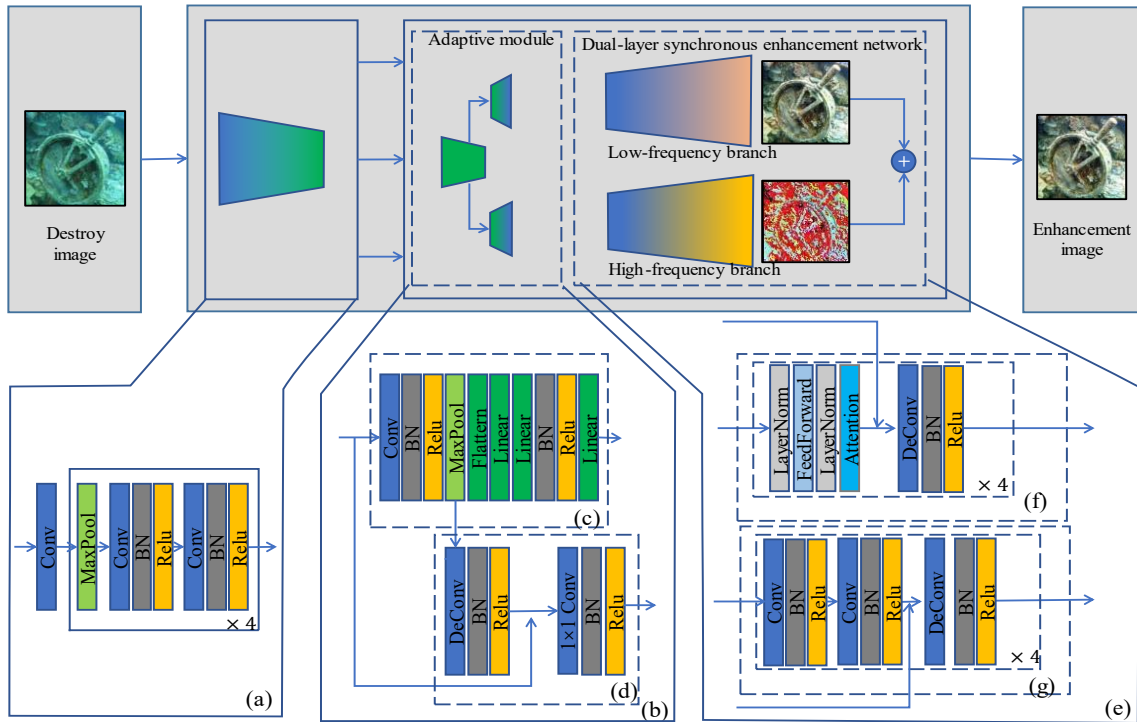 Adaptive module
Dual-layer synchronous enhancement network
Low-frequency branch
High-frequency branch
Destroy
image
Enhancement
image
Conv
MaxPool
Conv
BN
Relu
Conv
BN
Relu
× 4
(a)
Conv
BN
Relu
MaxPool
Flattern
Linear
Linear
BN
Relu
Linear
(c)
DeConv
BN
Relu
1×1 Conv
BN
Relu
(d)
(b)
LayerNorm
FeedForward
LayerNorm
Attention
DeConv
BN
Relu
× 4
(f)
Conv
BN
Relu
Conv
BN
Relu
DeConv
BN
Relu
× 4
(g)
(e)